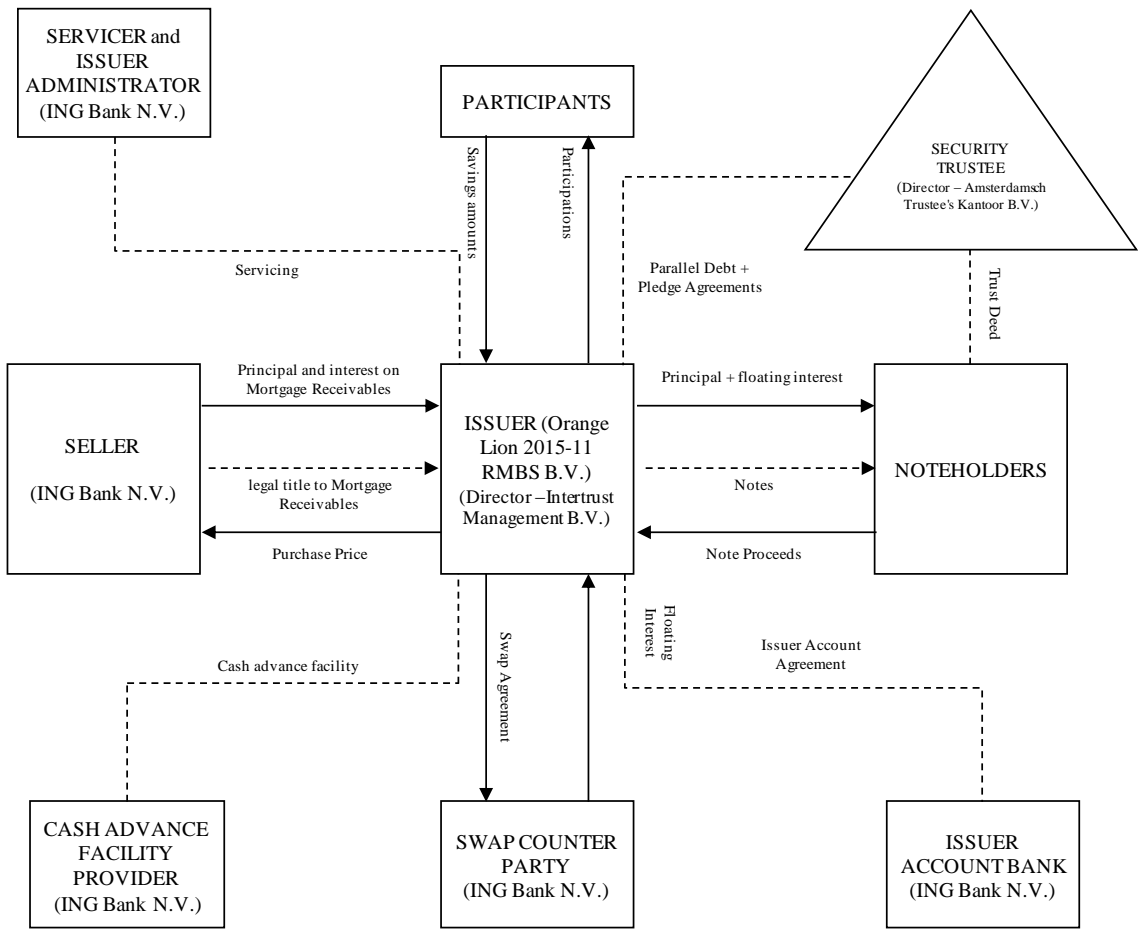 SERVICER and
ISSUER
ADMINISTRATOR
(ING Bank N.V.)
PARTICIPANTS
SECURITY
TRUSTEE
(Director – Amsterdamsch
Trustee's Kantoor B.V.)
Savings amounts
Participations
Servicing
Parallel Debt +
Pledge Agreements
Trust Deed
SELLER
(ING Bank N.V.)
Principal and interest on
Mortgage Receivables
legal title to Mortgage
Receivables
Purchase Price
ISSUER (Orange
Lion 2015-11
RMBS B.V.)
(Director –Intertrust
Management B.V.)
Principal + floating interest
Notes
Note Proceeds
NOTEHOLDERS
Cash advance facility
Swap Agreement
Floating
Interest
Issuer Account
Agreement
CASH ADVANCE
FACILITY
PROVIDER
(ING Bank N.V.)
SWAP COUNTER
PARTY
(ING Bank N.V.)
ISSUER
ACCOUNT BANK
(ING Bank N.V.)